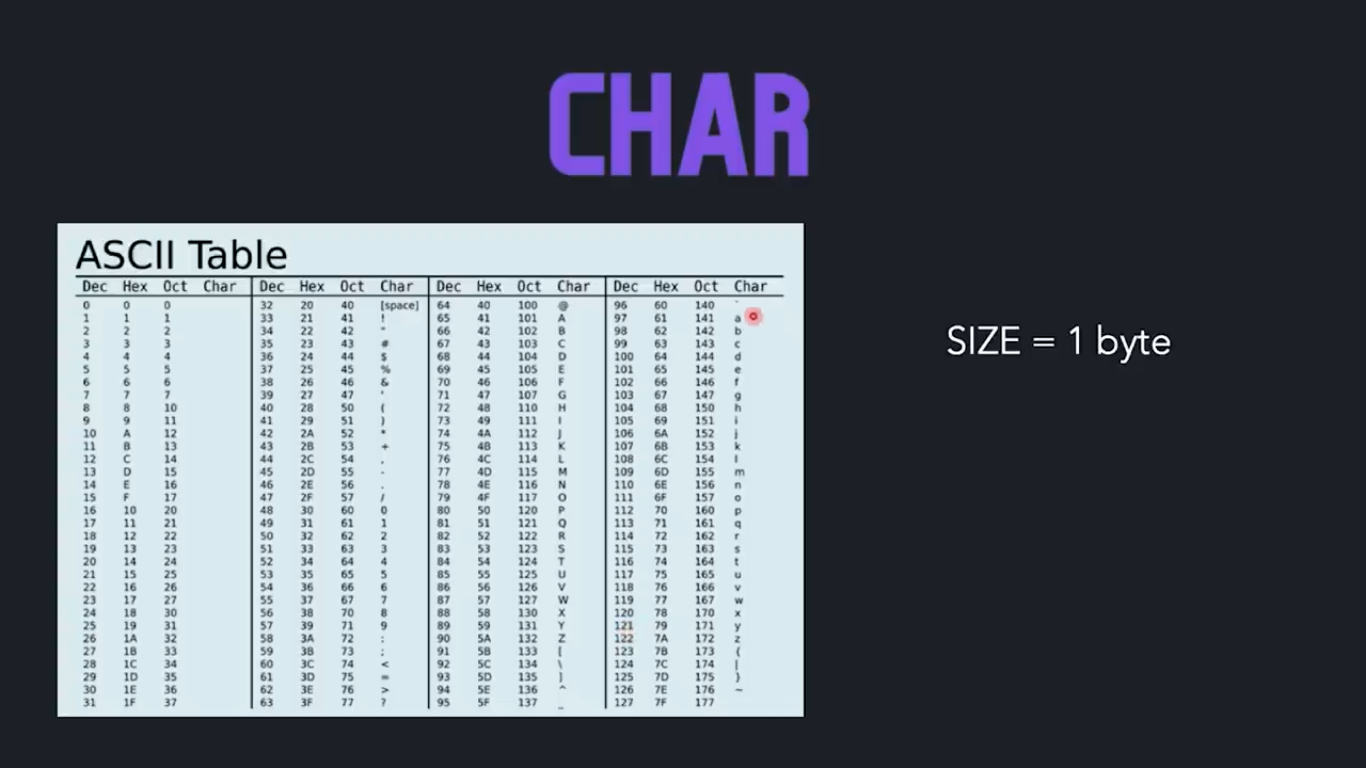 CHAR
ASCII Table
Dec Hex Oct Char Dec Hex Oct Char Dec Hex Oct Char Dec Hex Oct Char
0 0 0 32 20 40 [space] 64 40 100 @ 96 60 140 `
1 1 1 33 21 41 ! 65 41 101 A 97 61 141 a
2 2 2 34 22 42 " 66 42 102 B 98 62 142 b
3 3 3 35 23 43 # 67 43 103 C 99 63 143 c
4 4 4 36 24 44 $ 68 44 104 D 100 64 144 d
5 5 5 37 25 45 % 69 45 105 E 101 65 145 e
6 6 6 38 26 46 & 70 46 106 F 102 66 146 f
7 7 7 39 27 47 ' 71 47 107 G 103 67 147 g
8 8 10 40 28 50 ( 72 48 110 H 104 68 150 h
9 9 11 41 29 51 ) 73 49 111 I 105 69 151 i
10 A 12 42 2A 52 * 74 4A 112 J 106 6A 152 j
11 B 13 43 2B 53 + 75 4B 113 K 107 6B 153 k
12 C 14 44 2C 54 , 76 4C 114 L 108 6C 154 l
13 D 15 45 2D 55 - 77 4D 115 M 109 6D 155 m
14 E 16 46 2E 56 . 78 4E 116 N 110 6E 156 n
15 F 17 47 2F 57 / 79 4F 117 O 111 6F 157 o
16 10 20 48 30 60 0 80 50 120 P 112 70 160 p
17 11 21 49 31 61 1 81 51 121 Q 113 71 161 q
18 12 22 50 32 62 2 82 52 122 R 114 72 162 r
19 13 23 51 33 63 3 83 53 123 S 115 73 163 s
20 14 24 52 34 64 4 84 54 124 T 116 74 164 t
21 15 25 53 35 65 5 85 55 125 U 117 75 165 u
22 16 26 54 36 66 6 86 56 126 V 118 76 166 v
23 17 27 55 37 67 7 87 57 127 W 119 77 167 w
24 18 30 56 38 70 8 88 58 130 X 120 78 170 x
25 19 31 57 39 71 9 89 59 131 Y 121 79 171 y
26 1A 32 58 3A 72 : 90 5A 132 Z 122 7A 172 z
27 1B 33 59 3B 73 ; 91 5B 133 [ 123 7B 173 {
28 1C 34 60 3C 74 < 92 5C 134 \ 124 7C 174 |
29 1D 35 61 3D 75 = 93 5D 135 ] 125 7D 175 }
30 1E 36 62 3E 76 > 94 5E 136 ^ 126 7E 176 ~
31 1F 37 63 3F 77 ? 95 5F 137 _ 127 7F 177
SIZE = 1 byte